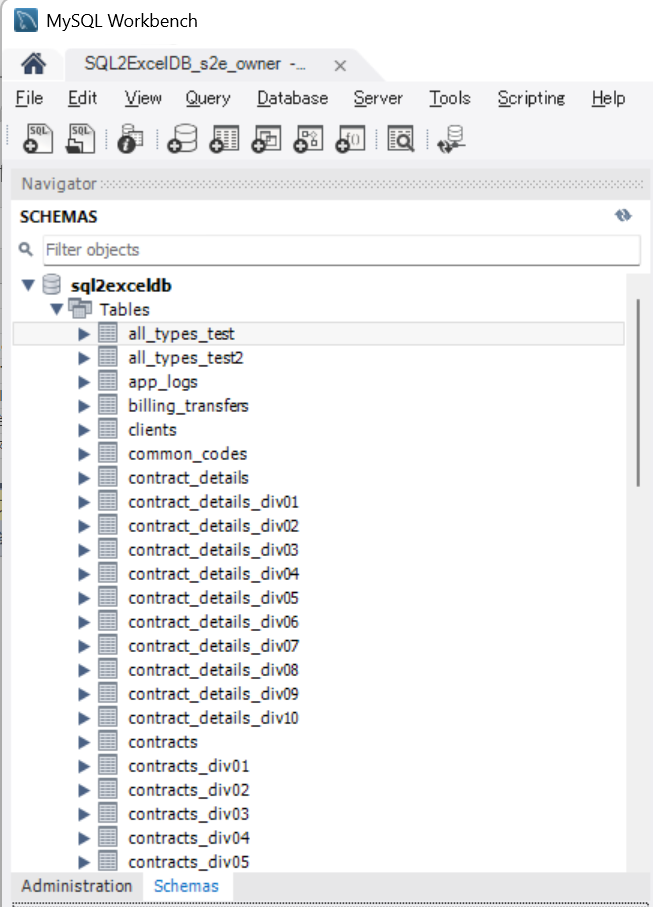 MySQL Workbench
SQL2ExcelDB_s2e_owner -... ×
File Edit View Query Database Server Tools Scripting Help
SQL SQL
Navigator
SCHEMAS
Filter objects
sql2exceldb
Tables
all_types_test
all_types_test2
app_logs
billing_transfers
clients
common_codes
contract_details
contract_details_div01
contract_details_div02
contract_details_div03
contract_details_div04
contract_details_div05
contract_details_div06
contract_details_div07
contract_details_div08
contract_details_div09
contract_details_div10
contracts
contracts_div01
contracts_div02
contracts_div03
contracts_div04
contracts_div05
Administration Schemas